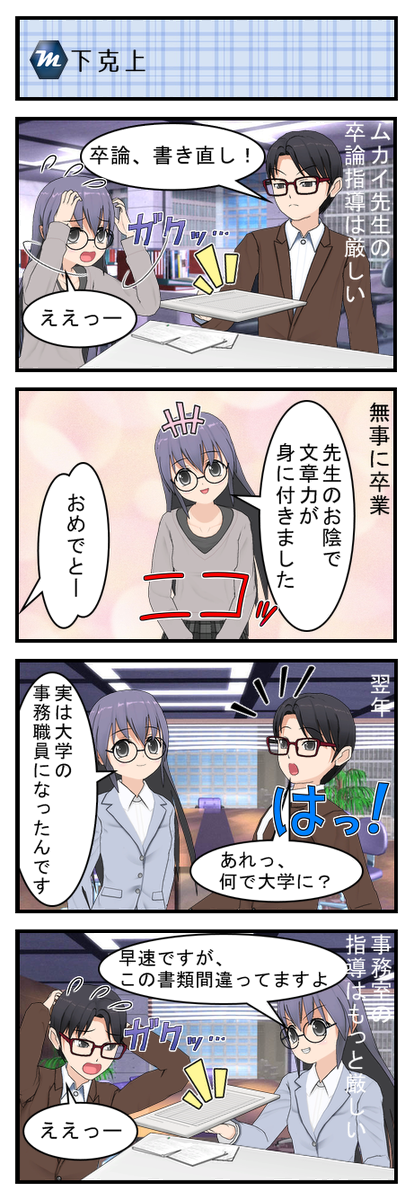 m
下克上
ムカイ先生の
卒論指導は厳しい
卒論、書き直し！
ガクッ…
ええっー
無事に卒業
先生のお陰で
文章力が
身に付きました
おめでとー
ニコッ
翌年
はっ！
実は大学の
事務職員になったんです
あれっ、
何で大学に？
事務室の
指導はもっと厳しい
早速ですが、
この書類間違ってますよ
ガクッ…
ええっー